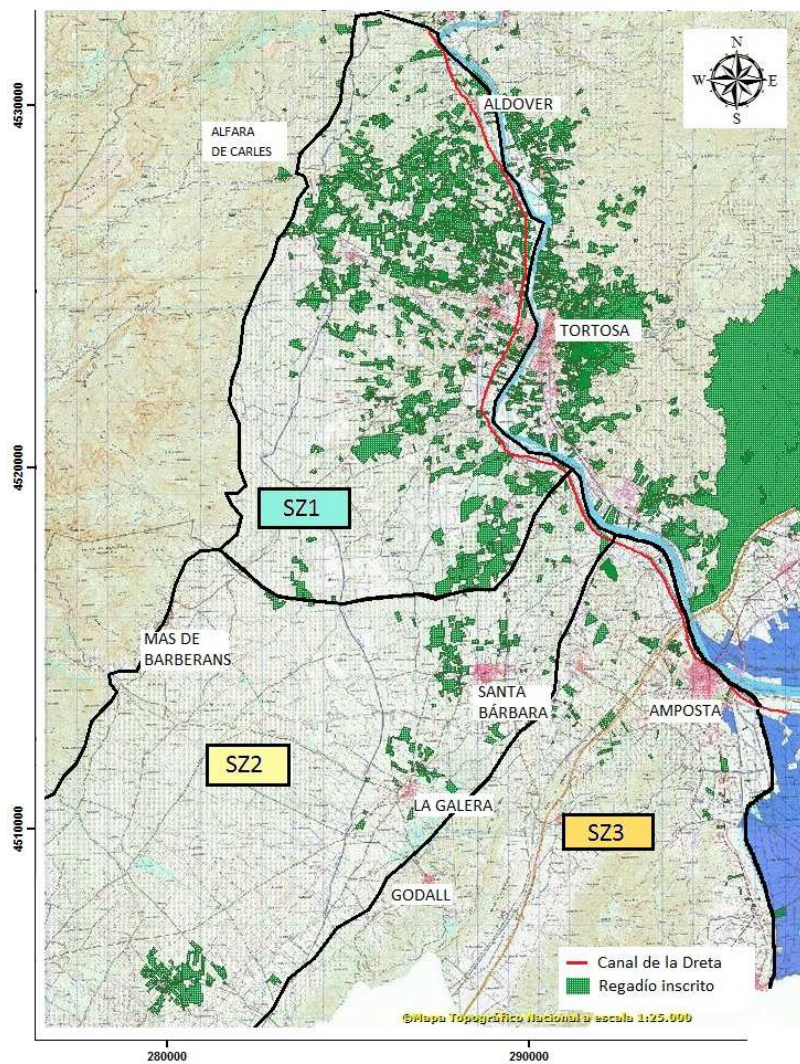 N
W E
S
4530000
ALDOVER
ALFARA
DE CARLES
TORTOSA
4520000
SZ1
MAS DE
BARBERANS
SANTA
BÁRBARA
AMPOSTA
SZ2
LA GALERA
4510000
SZ3
GODALL
Canal de la Dreta
Regadío inscrito
©Mapa Topográfico Nacional a escala 1:25.000
280000
290000